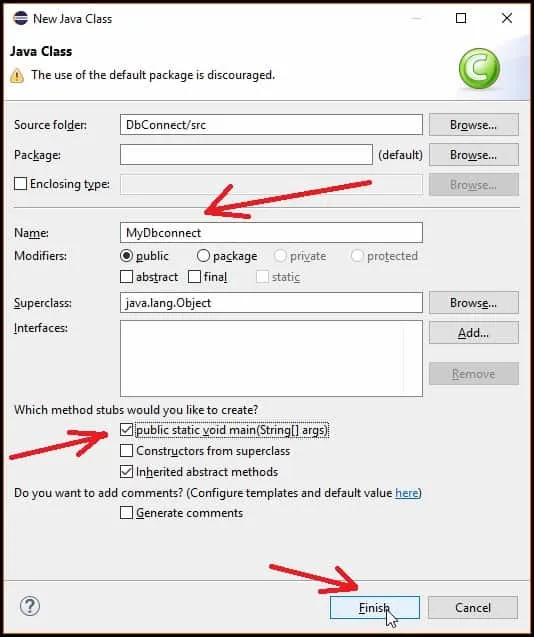 New Java Class
Java Class
The use of the default package is discouraged.
Source folder: DbConnect/src Browse...
Package: (default) Browse...
Enclosing type: Browse...
Name: MyDbconnect
Modifiers: public package private protected
abstract final static
Superclass: java.lang.Object Browse...
Interfaces: Add...
Remove
Which method stubs would you like to create?
public static void main(String[] args)
Constructors from superclass
Inherited abstract methods
Do you want to add comments? (Configure templates and default value here)
Generate comments
? Finish Cancel